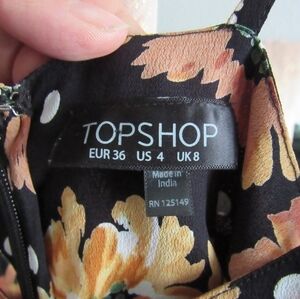 TOPSHOP
EUR 36 US 4 UK 8
Made in
India
RN 125149